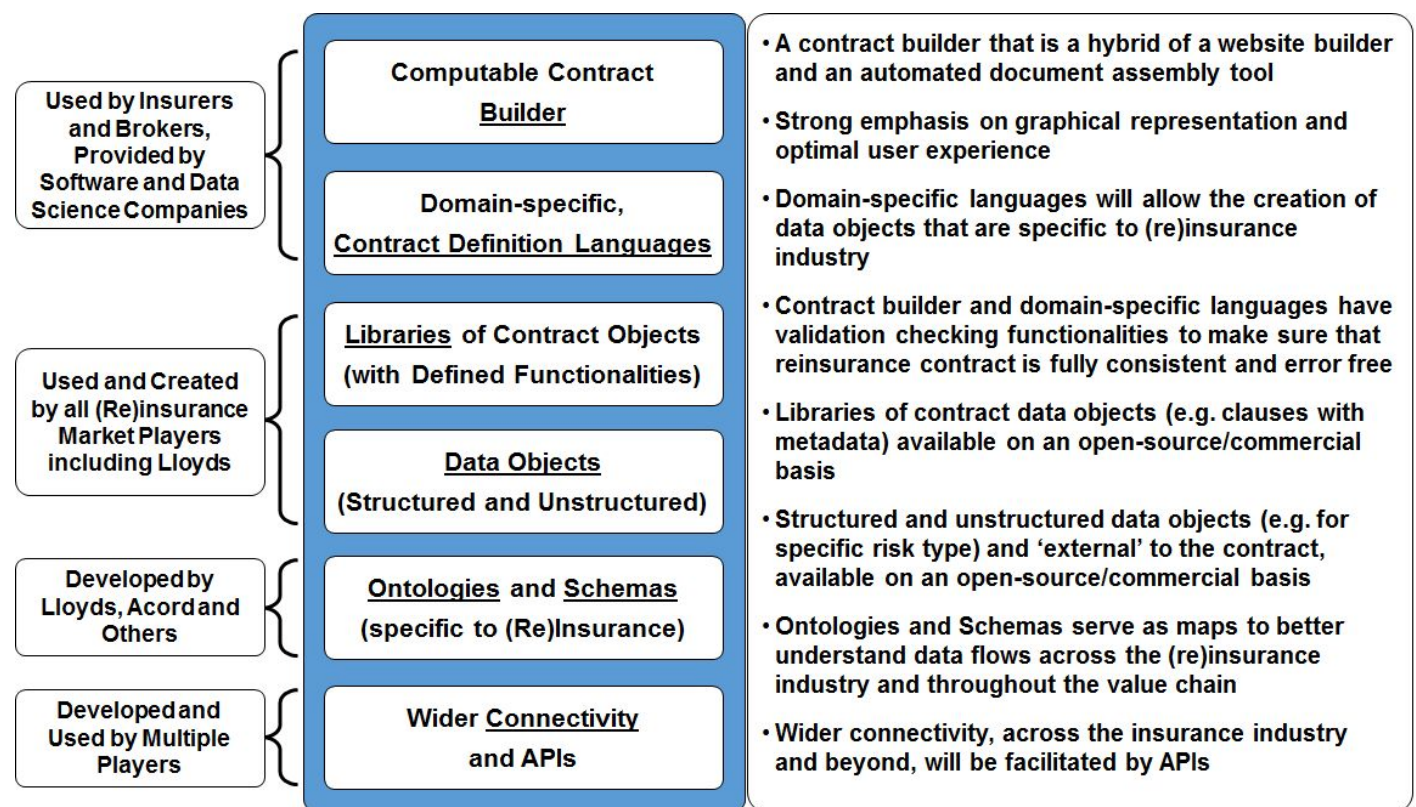 Used by Insurers
and Brokers,
Provided by
Software and Data
Science Companies
Used and Created
by all (Re)insurance
Market Players
including Lloyds
Developed by
Lloyds, Acord and
Others
Developed and
Used by Multiple
Players
Computable Contract
Builder
Domain-specific,
Contract Definition Languages
Libraries of Contract Objects
(with Defined Functionalities)
Data Objects
(Structured and Unstructured)
Ontologies and Schemas
(specific to (Re)Insurance)
Wider Connectivity
and APIs
• A contract builder that is a hybrid of a website builder
and an automated document assembly tool
• Strong emphasis on graphical representation and
optimal user experience
• Domain-specific languages will allow the creation of
data objects that are specific to (re)insurance
industry
• Contract builder and domain-specific languages have
validation checking functionalities to make sure that
reinsurance contract is fully consistent and error free
• Libraries of contract data objects (e.g. clauses with
metadata) available on an open-source/commercial
basis
• Structured and unstructured data objects (e.g. for
specific risk type) and ‘external’ to the contract,
available on an open-source/commercial basis
• Ontologies and Schemas serve as maps to better
understand data flows across the (re)insurance
industry and throughout the value chain
• Wider connectivity, across the insurance industry
and beyond, will be facilitated by APIs